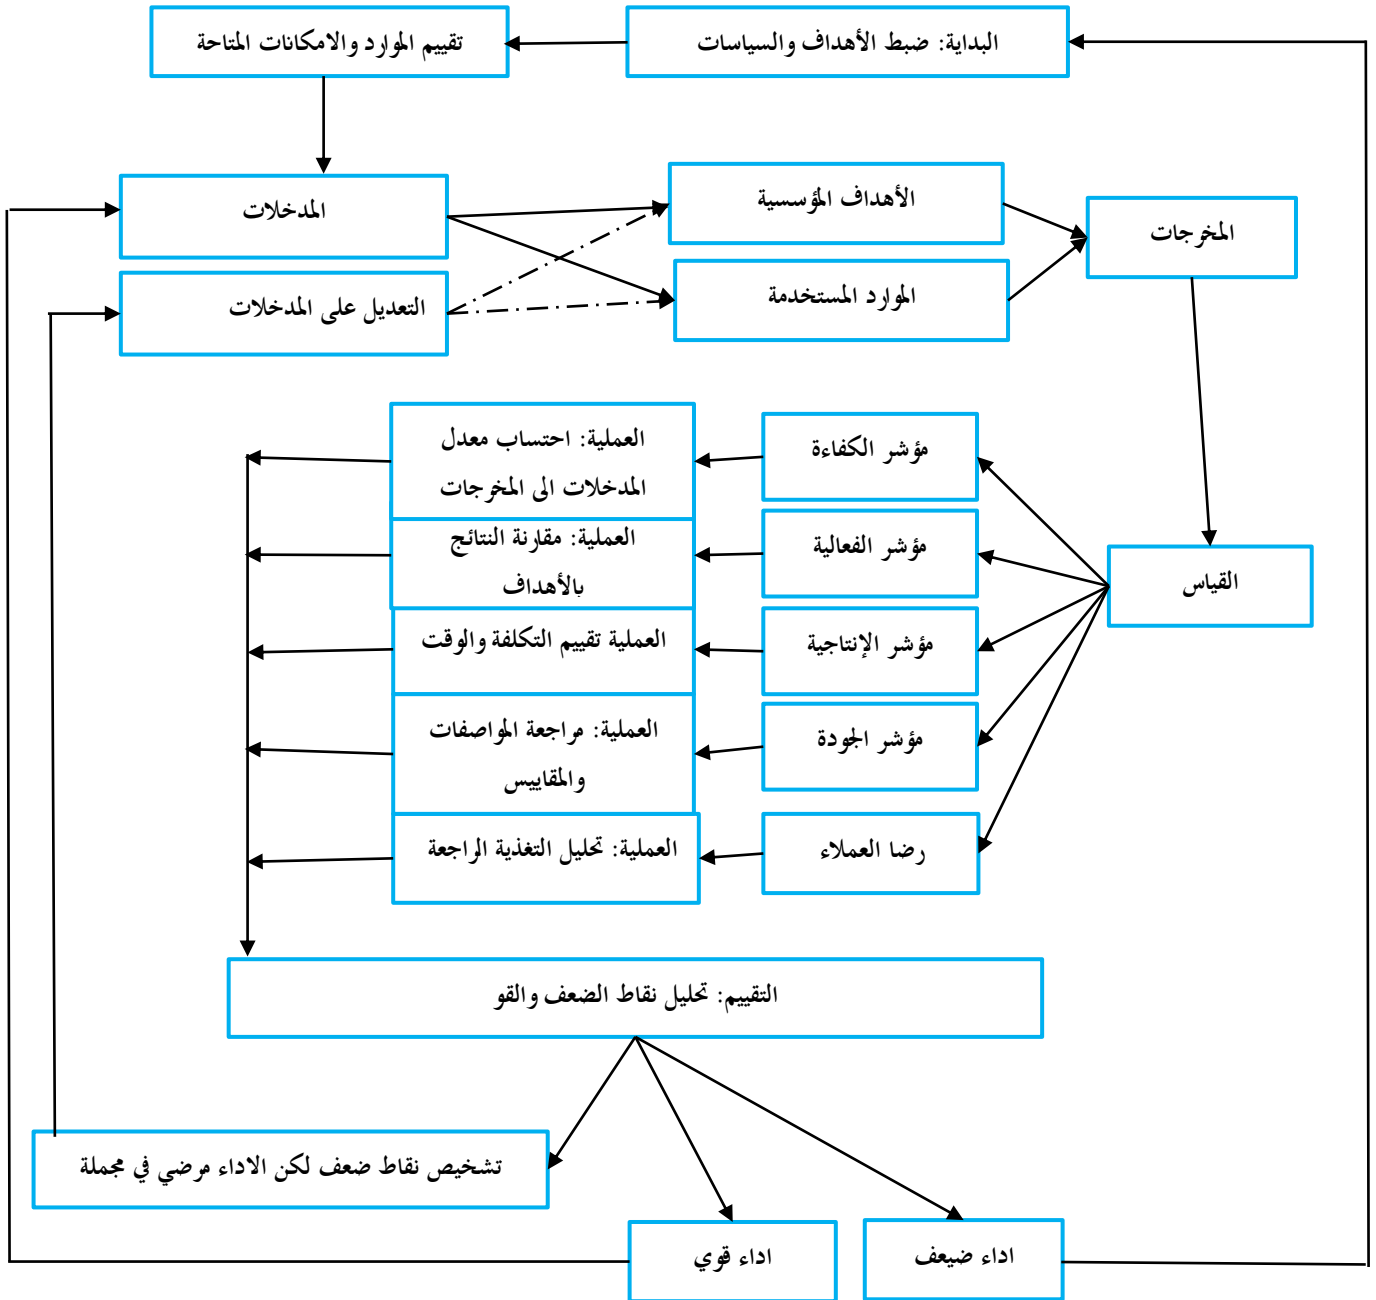 البداية: ضبط الأهداف والسياسات
تقييم الموارد والامكانات المتاحة
المدخلات
الأهداف المؤسسية
المخرجات
التعديل على المدخلات
الموارد المستخدمة
القياس
مؤشر الكفاءة
العملية: احتساب معدل
المدخلات الى المخرجات
مؤشر الفعالية
العملية: مقارنة النتائج
بالأهداف
مؤشر الإنتاجية
العملية تقييم التكلفة والوقت
مؤشر الجودة
العملية: مراجعة المواصفات
والمقاييس
رضا العملاء
العملية: تحليل التغذية الراجعة
التقييم: تحليل نقاط الضعف والقو
تشخيص نقاط ضعف لكن الاداء مرضي في مجملة
اداء قوي
اداء ضيعف